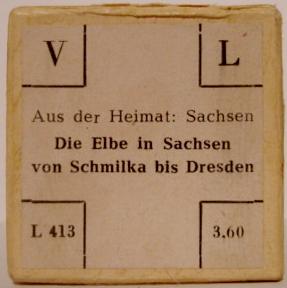 V L
Aus der Heimat: Sachsen
Die Elbe in Sachsen
von Schmilka bis Dresden
L 413 3,60